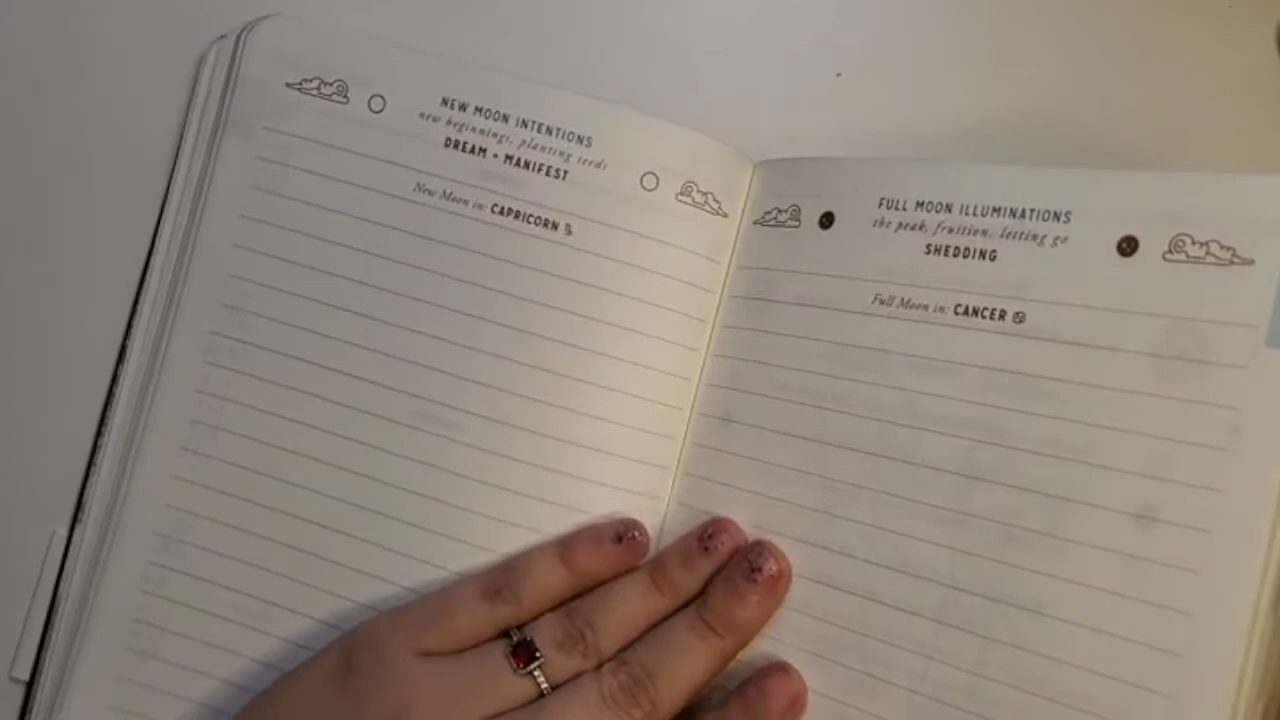 NEW MOON INTENTIONS
new beginnings, planting seeds
DREAM + MANIFEST
New Moon in: CAPRICORN ♑
FULL MOON ILLUMINATIONS
the peak, fruition, letting go
SHEDDING
Full Moon in: CANCER ♋